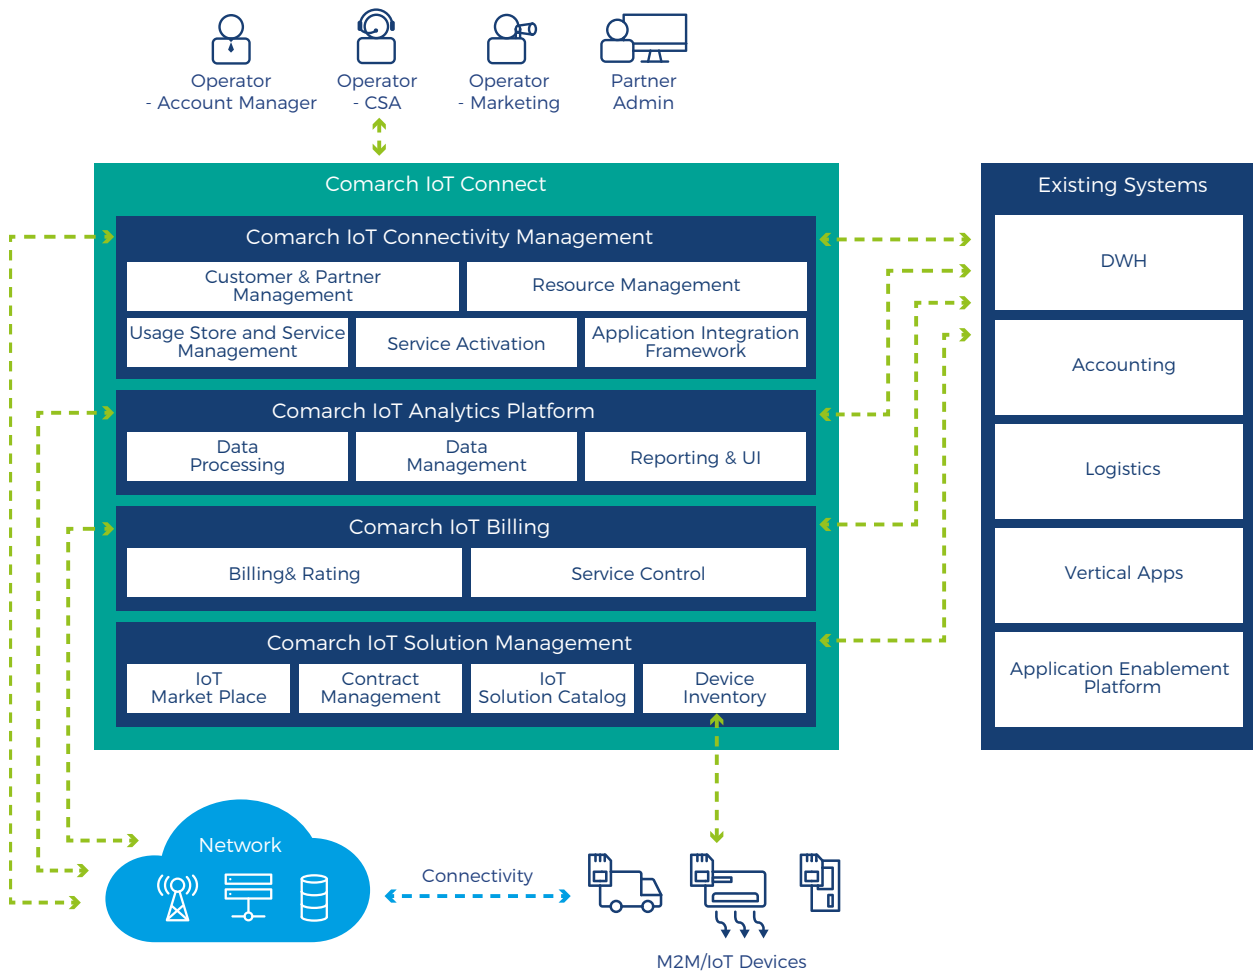 Operator
- Account Manager
Operator
- CSA
Operator
- Marketing
Partner
Admin
Comarch IoT Connect
Comarch IoT Connectivity Management
Customer & Partner
Management
Resource Management
Usage Store and Service
Management
Service Activation
Application Integration
Framework
Comarch IoT Analytics Platform
Data
Processing
Data
Management
Reporting & UI
Comarch IoT Billing
Billing& Rating
Service Control
Comarch IoT Solution Management
IoT
Market Place
Contract
Management
IoT
Solution Catalog
Device
Inventory
Existing Systems
DWH
Accounting
Logistics
Vertical Apps
Application Enablement
Platform
Network
Connectivity
M2M/IoT Devices